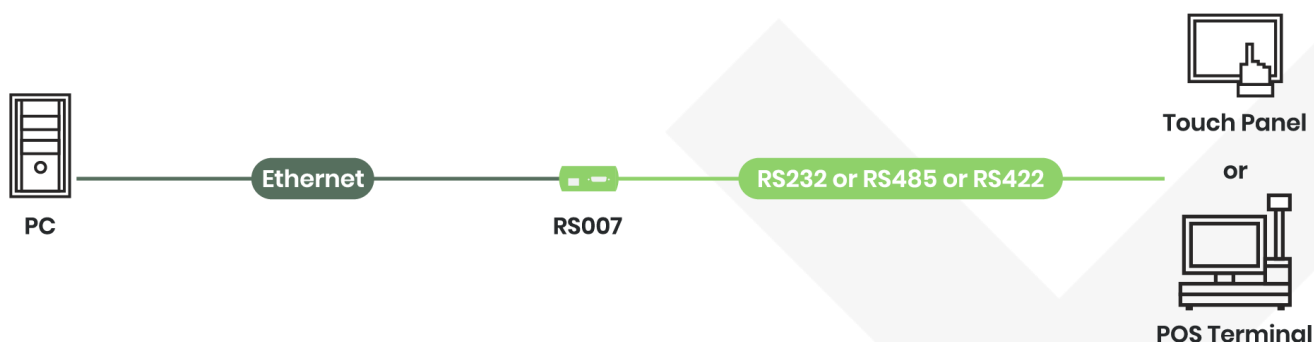 Touch Panel
Ethernet
RS232 or RS485 or RS422
or
PC
RS007
POS Terminal